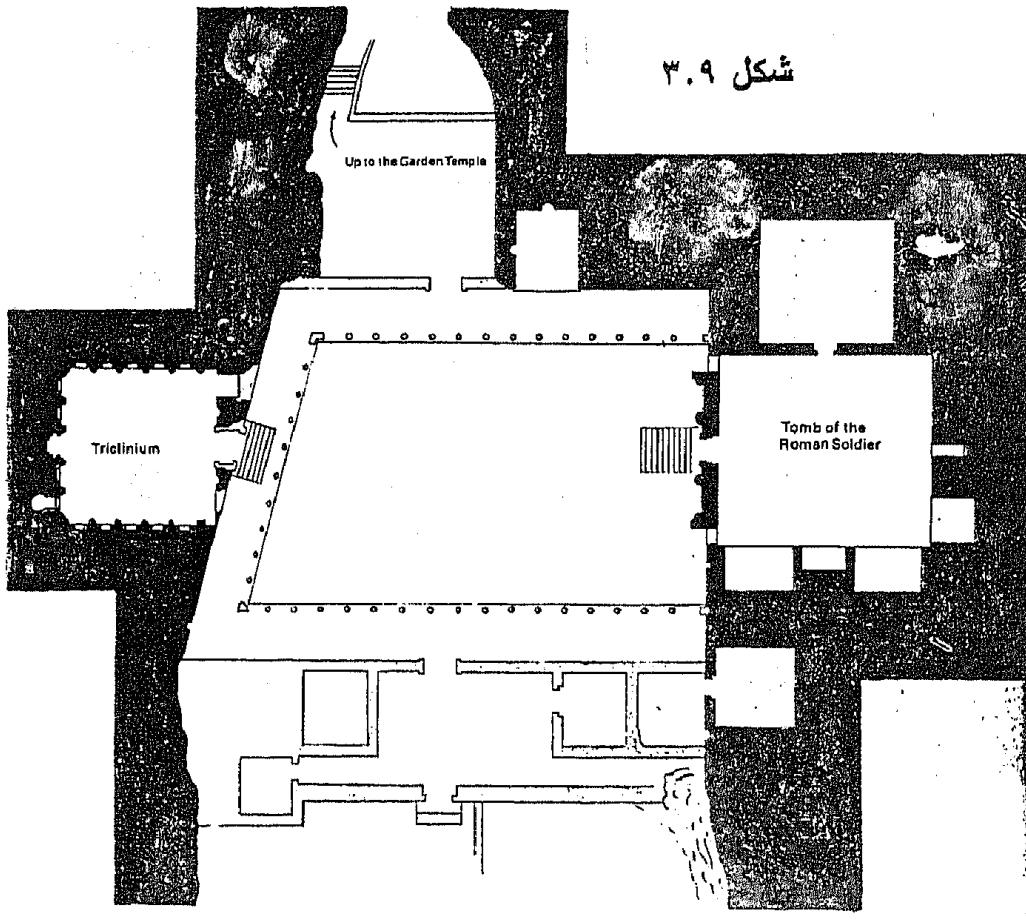 شكل ٣.٩
Up to the Garden Temple
Triclinium
Tomb of the
Roman Soldier